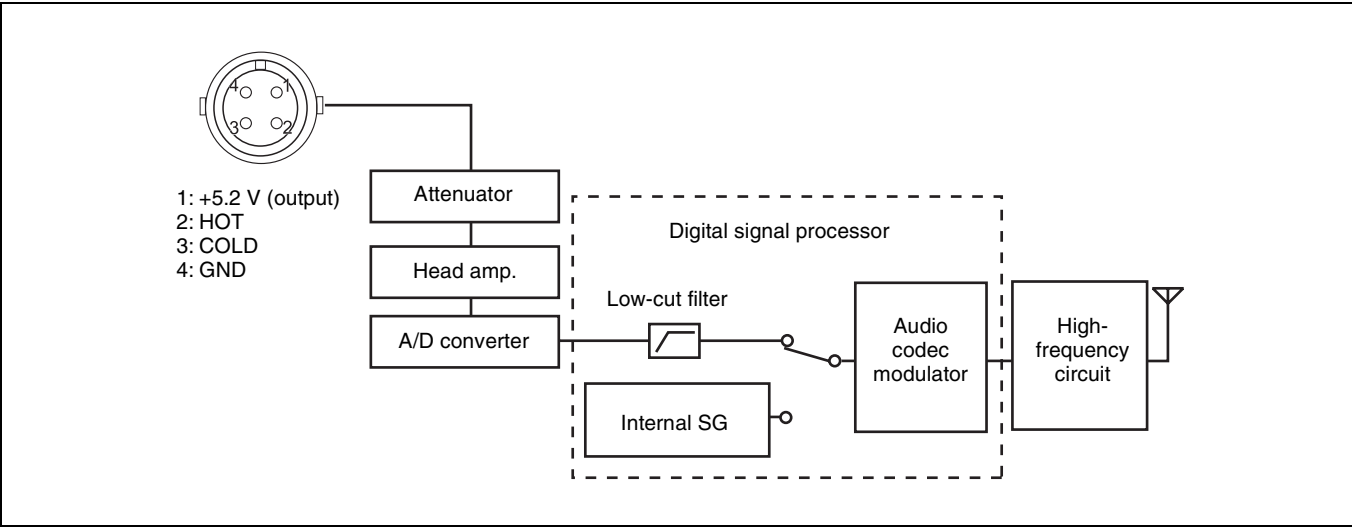 4 1
3 2
1: +5.2 V (output)
2: HOT
3: COLD
4: GND
Attenuator
Head amp.
A/D converter
Digital signal processor
Low-cut filter
Internal SG
Audio
codec
modulator
High-
frequency
circuit